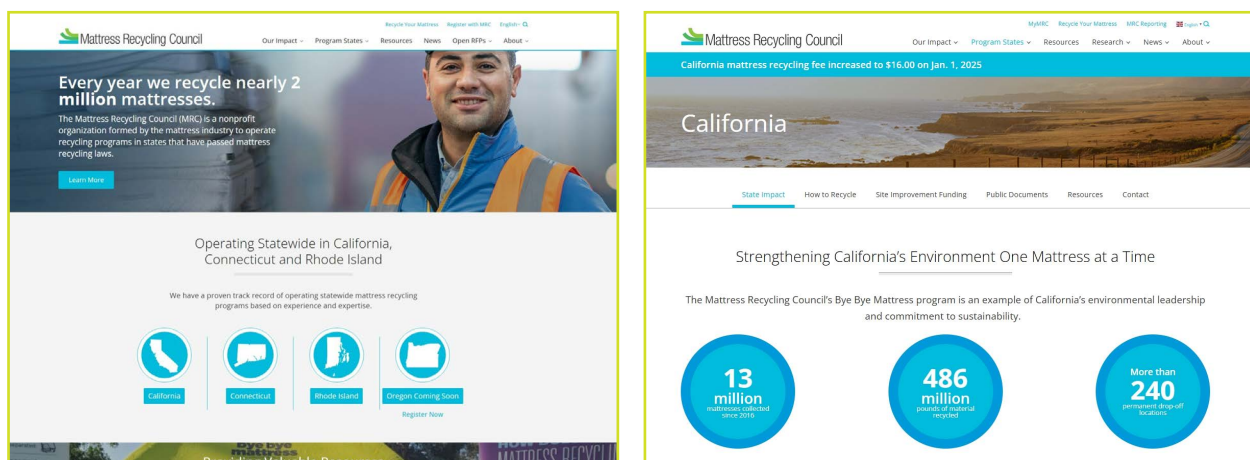 Recycle Your Mattress Register with MRC English
Mattress Recycling Council
Our Impact Program States Resources News Open RFPs About
Every year we recycle nearly 2
million mattresses.
The Mattress Recycling Council (MRC) is a nonprofit
organization formed by the mattress industry to operate
recycling programs in states that have passed mattress
recycling laws.
Learn More
Operating Statewide in California,
Connecticut and Rhode Island
We have a proven track record of operating statewide mattress recycling
programs based on experience and expertise.
California Connecticut Rhode Island Oregon Coming Soon
Register Now
bye bye
mattress
MATTRESS RECYCLI
MyMRC Recycle Your Mattress MRC Reporting English
Mattress Recycling Council
Our Impact Program States Resources Research News About
California mattress recycling fee increased to $16.00 on Jan. 1, 2025
California
State Impact How to Recycle Site Improvement Funding Public Documents Resources Contact
Strengthening California's Environment One Mattress at a Time
The Mattress Recycling Council's Bye Bye Mattress program is an example of California's environmental leadership
and commitment to sustainability.
13
million
mattresses collected
since 2016
486
million
pounds of material
recycled
More than
240
permanent drop-off
locations